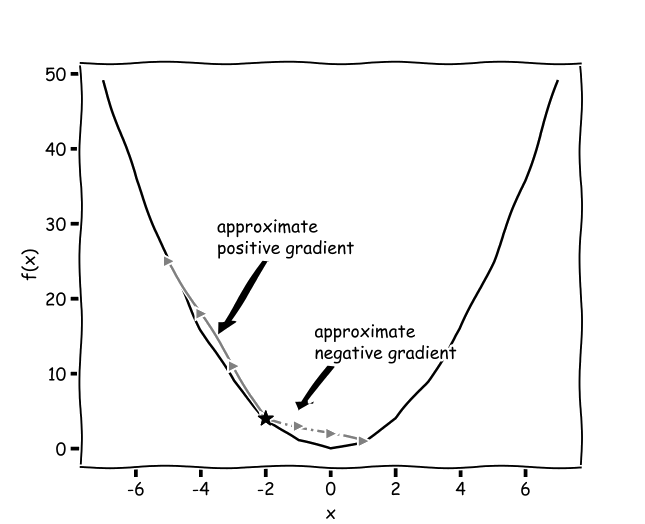 50
40
30
20
10
0
f(x)
approximate
positive gradient
approximate
negative gradient
-6
-4
-2
0
2
4
6
x